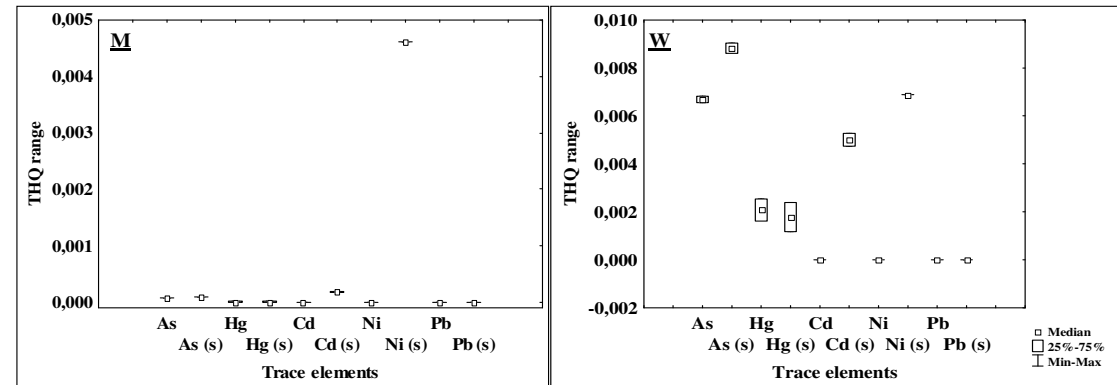 M
THQ range
0,005
0,004
0,003
0,002
0,001
0,000
As Hg Cd Ni Pb
As (s) Hg (s) Cd (s) Ni (s) Pb (s)
Trace elements
W
THQ range
0,010
0,008
0,006
0,004
0,002
0,000
-0,002
As Hg Cd Ni Pb
As (s) Hg (s) Cd (s) Ni (s) Pb (s)
Trace elements
Median
25%-75%
Min-Max